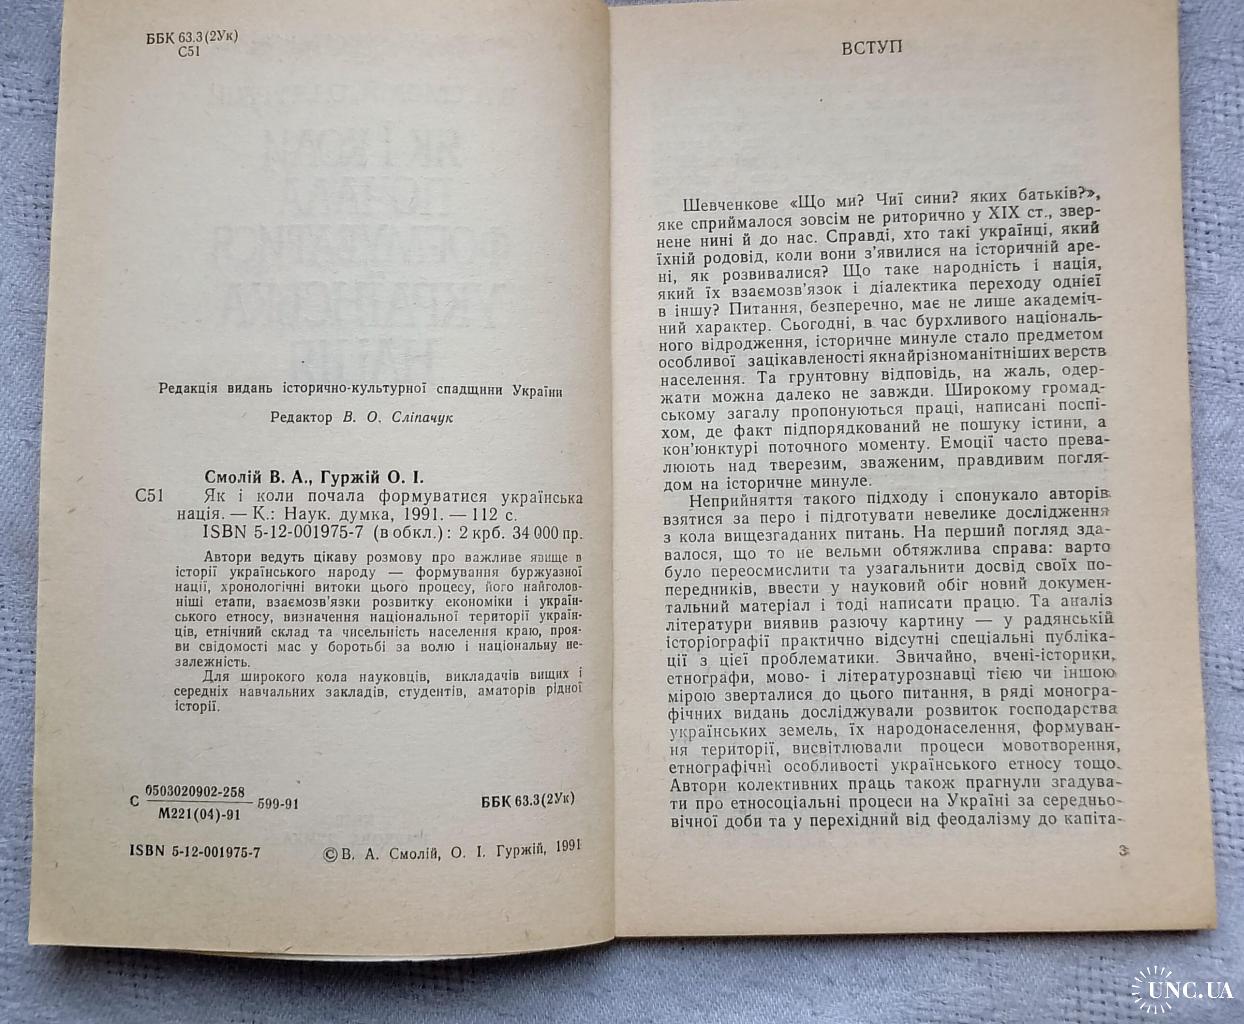 ББК 63.3(2Ук)
С51
Редакція видань історично-культурної спадщини України
Редактор В. О. Сліпачук
Смолій В. А., Гуржій О. І.
С51 Як і коли почала формуватися українська
нація. — К.: Наук. думка, 1991. — 112 с.
ISBN 5-12-001975-7 (в обкл.): 2 крб. 34 000 пр.
Автори ведуть цікаву розмову про важливе явище в
історії українського народу — формування буржуазної
нації, хронологічні витоки цього процесу, його найголов-
ніші етапи, взаємозв'язки розвитку економіки і україн-
ського етносу, визначення національної території україн-
ців, етнічний склад та чисельність населення краю, проя-
ви свідомості мас у боротьбі за волю і національну не-
залежність.
Для широкого кола науковців, викладачів вищих і
середніх навчальних закладів, студентів, аматорів рідної
історії.
С 0503020902-258
М221(04)-91 599-91 ББК 63.3(2Ук)
ISBN 5-12-001975-7 © В. А. Смолій, О. І. Гуржій, 1991
ВСТУП
Шевченкове «Що ми? Чиї сини? яких батьків?»,
яке сприймалося зовсім не риторично у XIX ст., звер-
нене нині й до нас. Справді, хто такі українці, який
їхній родовід, коли вони з'явилися на історичній аре-
ні, як розвивалися? Що таке народність і нація,
який їх взаємозв'язок і діалектика переходу однієї
в іншу? Питання, безперечно, має не лише академіч-
ний характер. Сьогодні, в час бурхливого національ-
ного відродження, історичне минуле стало предметом
особливої зацікавленості якнайрізноманітніших верств
населення. Та грунтовну відповідь, на жаль, одер-
жати можна далеко не завжди. Широкому громад-
ському загалу пропонуються праці, написані поспі-
хом, де факт підпорядкований не пошуку істини, а
кон'юнктурі поточного моменту. Емоції часто прева-
люють над тверезим, зваженим, правдивим погля-
дом на історичне минуле.
Неприйняття такого підходу і спонукало авторів
взятися за перо і підготувати невелике дослідження
з кола вищезгаданих питань. На перший погляд зда-
валося, що то не вельми обтяжлива справа: варто
було переосмислити та узагальнити досвід своїх по-
передників, ввести у науковий обіг новий докумен-
тальний матеріал і тоді написати працю. Та аналіз
літератури виявив разючу картину — у радянській
історіографії практично відсутні спеціальні публіка-
ції з цієї проблематики. Звичайно, вчені-історики,
етнографи, мово- і літературознавці тією чи іншою
мірою зверталися до цього питання, в ряді моногра-
фічних видань досліджували розвиток господарства
українських земель, їх народонаселення, формуван-
ня території, висвітлювали процеси мовотворення,
етнографічні особливості українського етносу тощо.
Автори колективних праць також прагнули згадува-
ти про етносоціальні процеси на Україні за середньо-
вічної доби та у перехідний від феодалізму до капіта-
3
UNC.UA